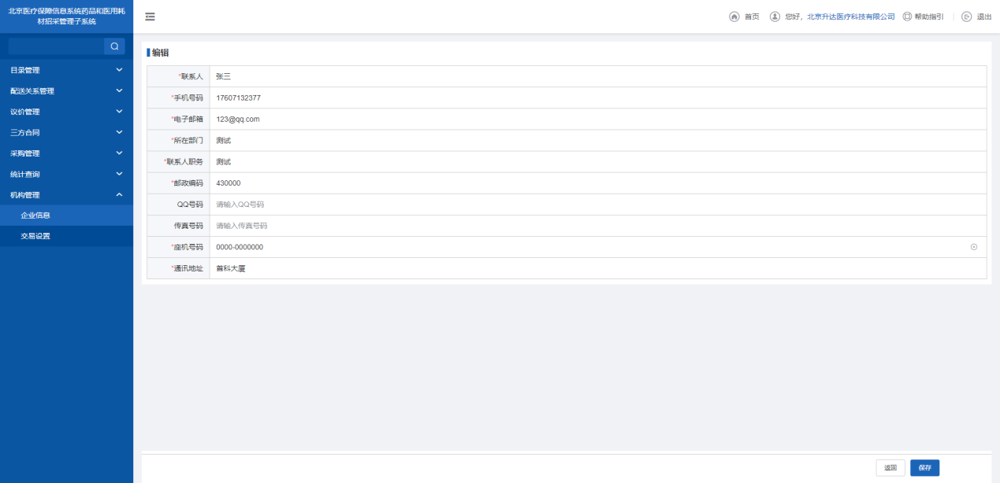 北京医疗保障信息系统药品和医用耗
材招采管理子系统
首页 您好，北京升达医疗科技有限公司 帮助指引 退出
目录管理
配送关系管理
议价管理
三方合同
采购管理
统计查询
机构管理
企业信息
交易设置
编辑
*联系人 张三
*手机号码 17607132377
*电子邮箱 123@qq.com
*所在部门 测试
*联系人职务 测试
*邮政编码 430000
QQ号码 请输入QQ号码
传真号码 请输入传真号码
*座机号码 0000-0000000
*通讯地址 首科大厦
返回 保存